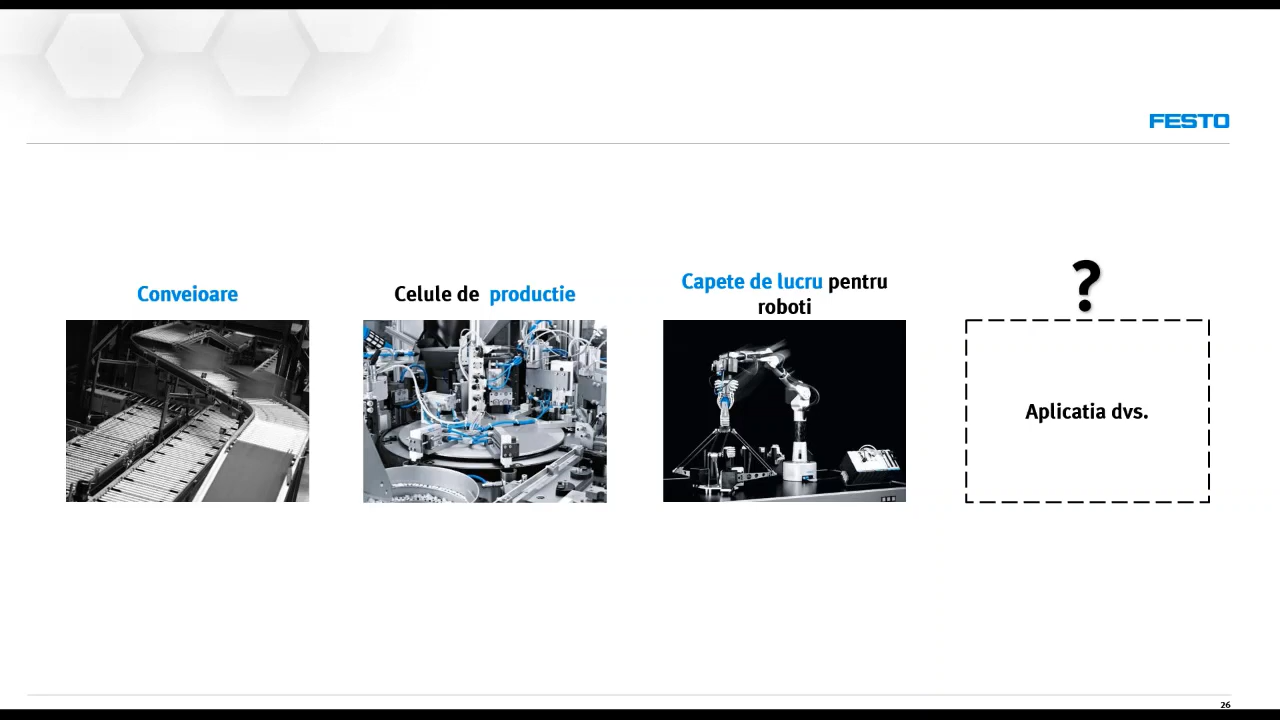 FESTO
Conveioare
Celule de productie
Capete de lucru pentru
roboti
?
Aplicatia dvs.
26